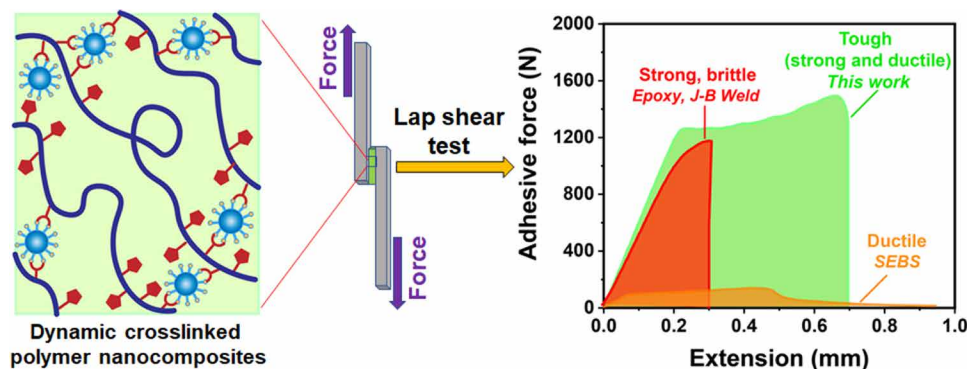 Dynamic crosslinked
polymer nanocomposites
Force
Force
Lap shear
test
Adhesive force (N)
2000
1600
1200
800
400
0
Tough
(strong and ductile)
This work
Strong, brittle
Epoxy, J-B Weld
Ductile
SEBS
0.0 0.2 0.4 0.6 0.8 1.0
Extension (mm)